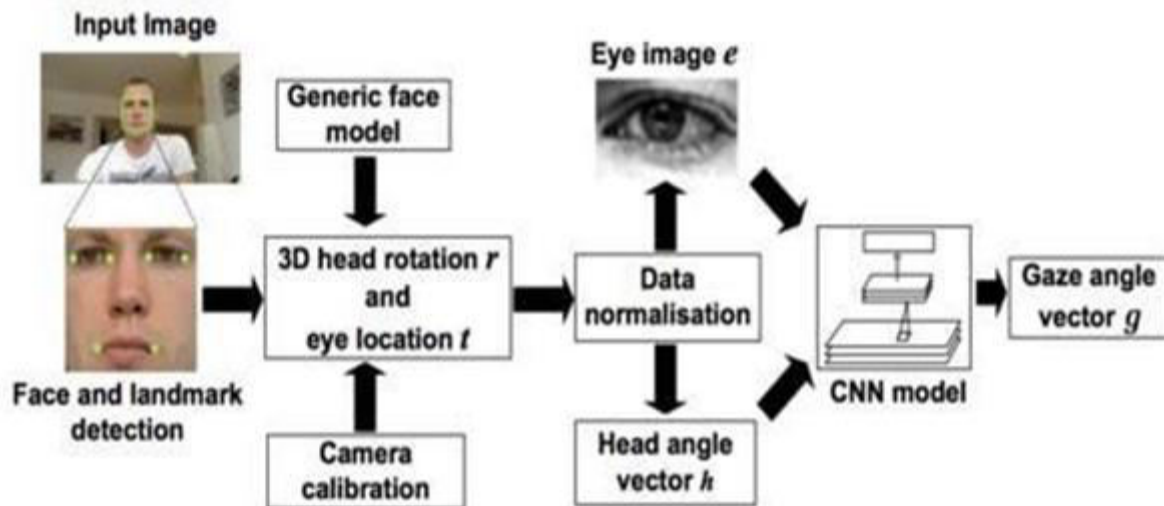 Input Image
Generic face
model
Eye image e
3D head rotation r
and
eye location t
Data
normalisation
Gaze angle
vector g
Face and landmark
detection
Camera
calibration
Head angle
vector h
CNN model